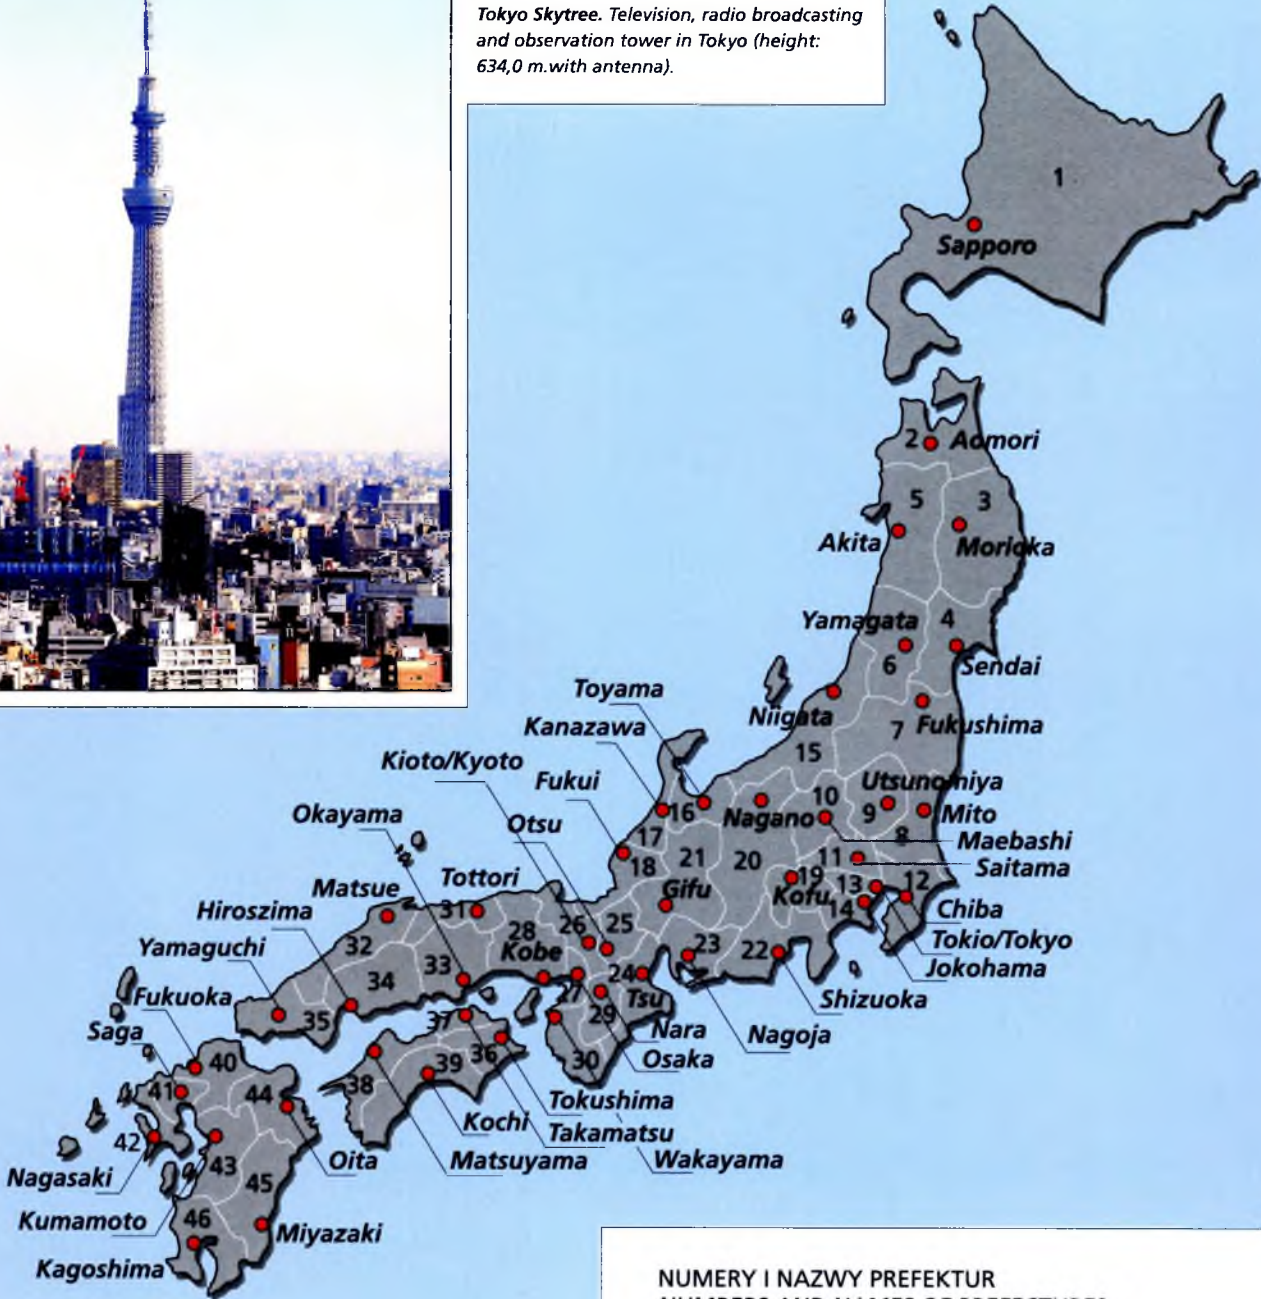 Tokyo Skytree. Television, radio broadcasting
and observation tower in Tokyo (height:
634,0 m.with antenna).
1
Sapporo
2
Aomori
5
3
Akita
Morioka
Yamagata
4
6
Sendai
Toyama
Niigata
Kanazawa
7
Fukushima
15
Kioto/Kyoto
Fukui
Utsunomiya
10
9
Mito
Okayama
Otsu
16
Nagano
8
Maebashi
17
11
Saitama
18
21
20
Matsue
Tottori
Gifu
19
Kofu
13
12
14
Chiba
Hiroszima
31
28
26
25
Tokio/Tokyo
Yamaguchi
32
Kobe
23
22
Jokohama
34
33
24
Tsu
Shizuoka
Fukuoka
27
29
35
37
Nara
Nagoja
Saga
36
30
Osaka
40
39
38
41
44
Tokushima
Kochi
Takamatsu
42
43
Oita
Matsuyama
Wakayama
Nagasaki
45
Kumamoto
46
Miyazaki
Kagoshima
NUMERY I NAZWY PREFEKTUR